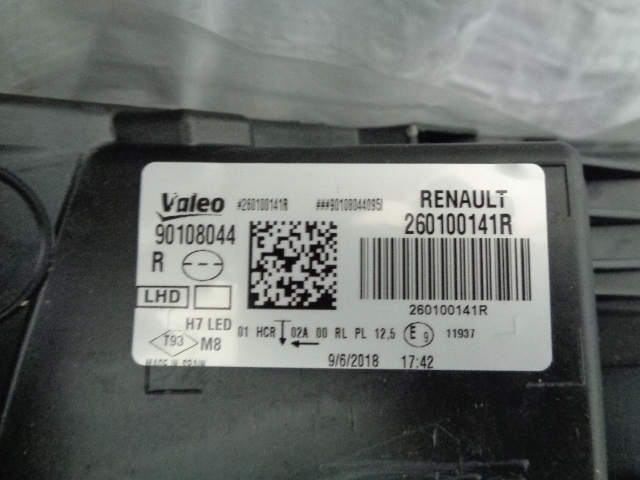 Valeo #260100141R ###90108044095I RENAULT
90108044 260100141R
R
LHD 260100141R
H7 LED 01 HCR 02A 00 RL PL 12,5 E9 11937
T93 M8
MADE IN SPAIN 9/6/2018 17:42